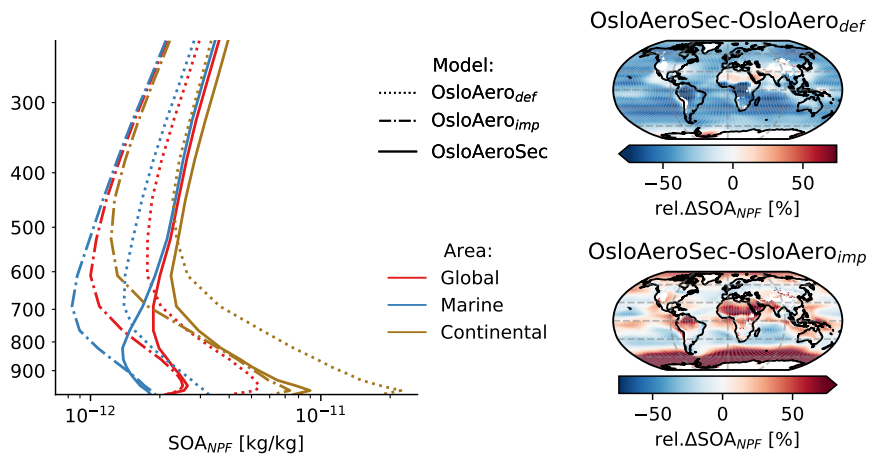 300
400
500
600
700
800
900
10⁻¹²
10⁻¹¹
SOA_NPF [kg/kg]
Model:
OsloAero_def
OsloAero_imp
OsloAeroSec
Area:
Global
Marine
Continental
OsloAeroSec-OsloAero_def
−50 0 50
rel.ΔSOA_NPF [%]
OsloAeroSec-OsloAero_imp
−50 0 50
rel.ΔSOA_NPF [%]